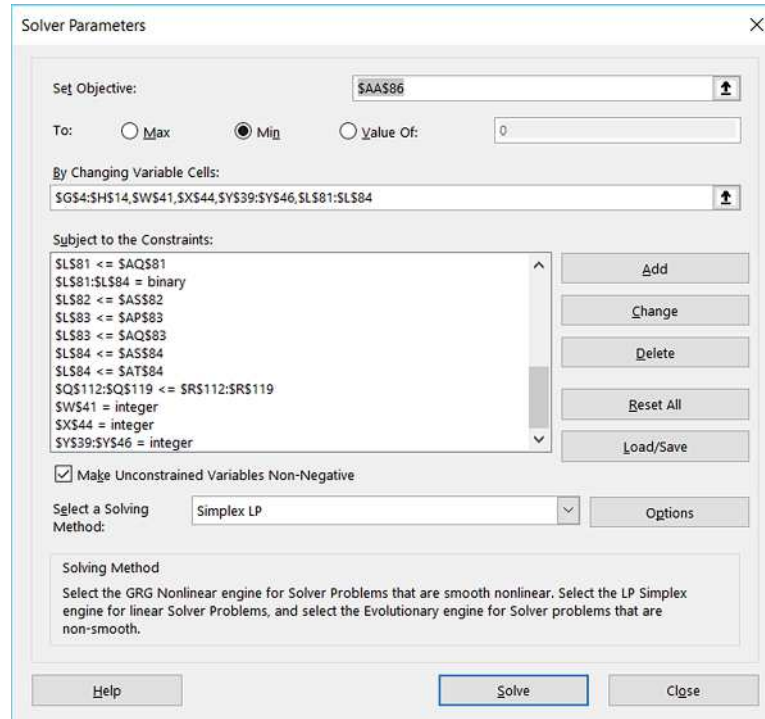 Solver Parameters
Set Objective:
$AA$86
To:
Max
Min
Value Of:
0
By Changing Variable Cells:
$G$4:$H$14,$W$41,$X$44,$Y$39:$Y$46,$L$81:$L$84
Subject to the Constraints:
$L$81 <= $AQ$81
$L$81:$L$84 = binary
$L$82 <= $AS$82
$L$83 <= $AP$83
$L$83 <= $AQ$83
$L$84 <= $AS$84
$L$84 <= $AT$84
$Q$112:$Q$119 <= $R$112:$R$119
$W$41 = integer
$X$44 = integer
$Y$39:$Y$46 = integer
Add
Change
Delete
Reset All
Load/Save
Make Unconstrained Variables Non-Negative
Select a Solving
Method:
Simplex LP
Options
Solving Method
Select the GRG Nonlinear engine for Solver Problems that are smooth nonlinear. Select the LP Simplex
engine for linear Solver Problems, and select the Evolutionary engine for Solver problems that are
non-smooth.
Help
Solve
Close